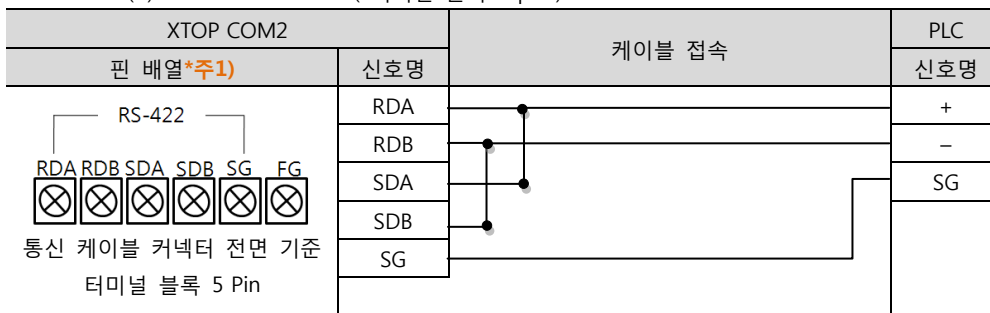 XTOP COM2
케이블 접속
PLC
핀 배열*주1)
신호명
신호명
RS-422
RDA RDB SDA SDB SG FG
통신 케이블 커넥터 전면 기준
터미널 블록 5 Pin
RDA
+
RDB
–
SDA
SG
SDB
SG